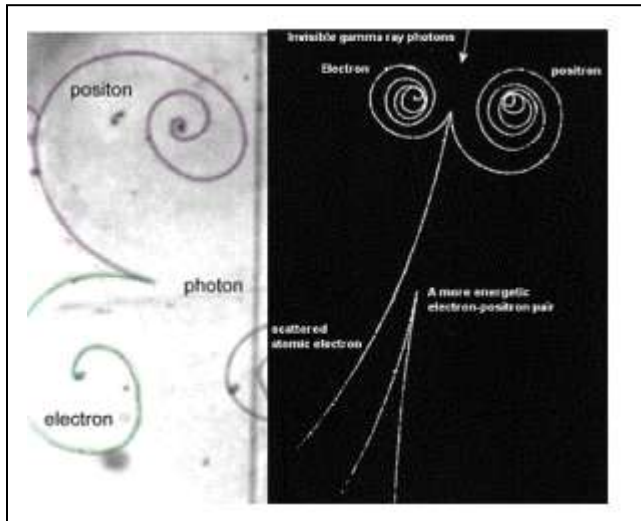 positon
photon
electron
Invisible gamma ray photons
Electron
positron
A more energetic
electron-positron pair
scattered
atomic electron